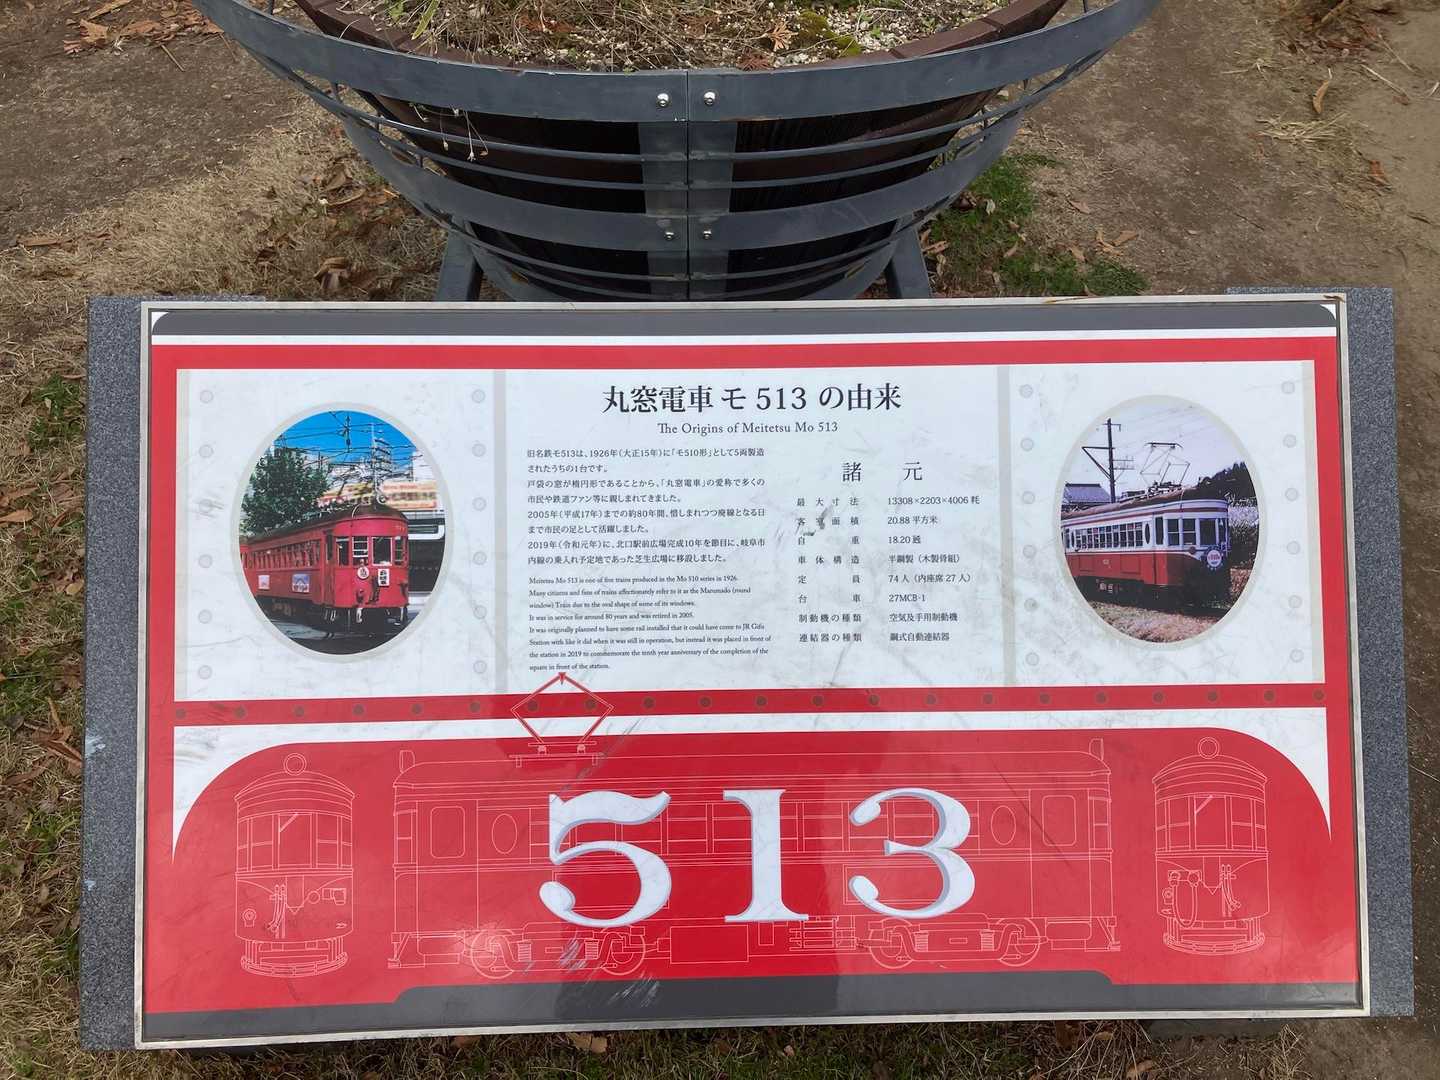 丸窓電車 モ 513 の由来
The Origins of Meitetsu Mo 513
旧名鉄モ513は、1926年(大正15年)に「モ510形」として5両製造
されたうちの1台です。
戸袋の窓が楕円形であることから、「丸窓電車」の愛称で多くの
市民や鉄道ファン等に親しまれてきました。
2005年(平成17年)までの約80年間、惜しまれつつ廃線となる日
まで市民の足として活躍しました。
2019年(令和元年)に、北口駅前広場完成10年を節目に、岐阜市
内線の乗入れ予定地であった芝生広場に移設しました。
Meitetsu Mo 513 is one of five trains produced in the Mo 510 series in 1926.
Many citizens and fans of trains affectionately refer to it as the Marumado (round
window) Train due to the oval shape of some of its windows.
It was in service for around 80 years and was retired in 2005.
It was originally planned to have some rail installed that it could have come to JR Gifu
Station with like it did when it was still in operation, but instead it was placed in front of
the station in 2019 to commemorate the tenth year anniversary of the completion of the
square in front of the station.
諸 元
最大寸法 13308×2203×4006 粍
客室面積 20.88 平方米
自重 18.20 瓲
車体構造 半鋼製(木製骨組)
定員 74 人(内座席 27 人)
台車 27MCB-1
制動機の種類 空気及手用制動機
連結器の種類 鋼式自動連結器
513